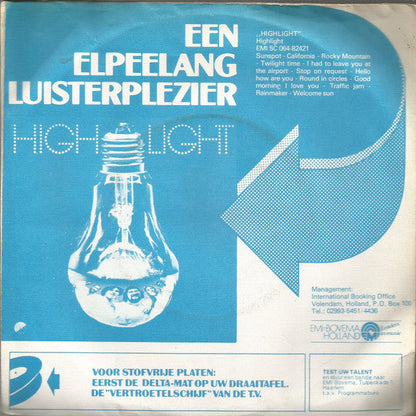 EEN
ELPEELANG
LUISTERPLEZIER
HIGHLIGHT
,,HIGHLIGHT"
Highlight
EMI 5C 064-82421
Sunspot - California - Rocky Mountain
Twilight time - I had to leave you at
the airport - Stop on request - Hello
how are you - Round in circles - Good
morning I love you - Traffic jam -
Rainmaker - Welcome sun
Management:
International Booking Office
Volendam, Holland, P.O. Box 100
Tel.: 02993-5451/4436
EMI-BOVEMA
HOLLAND
VOOR STOFVRIJE PLATEN:
EERST DE DELTA-MAT OP UW DRAAITAFEL.
DE "VERTROETELSCHIJF" VAN DE T.V.
TEST UW TALENT
en stuur een bandje naar
EMI-Bovema, Tulpenkade 1
Haarlem
t.a.v. Programmaburo